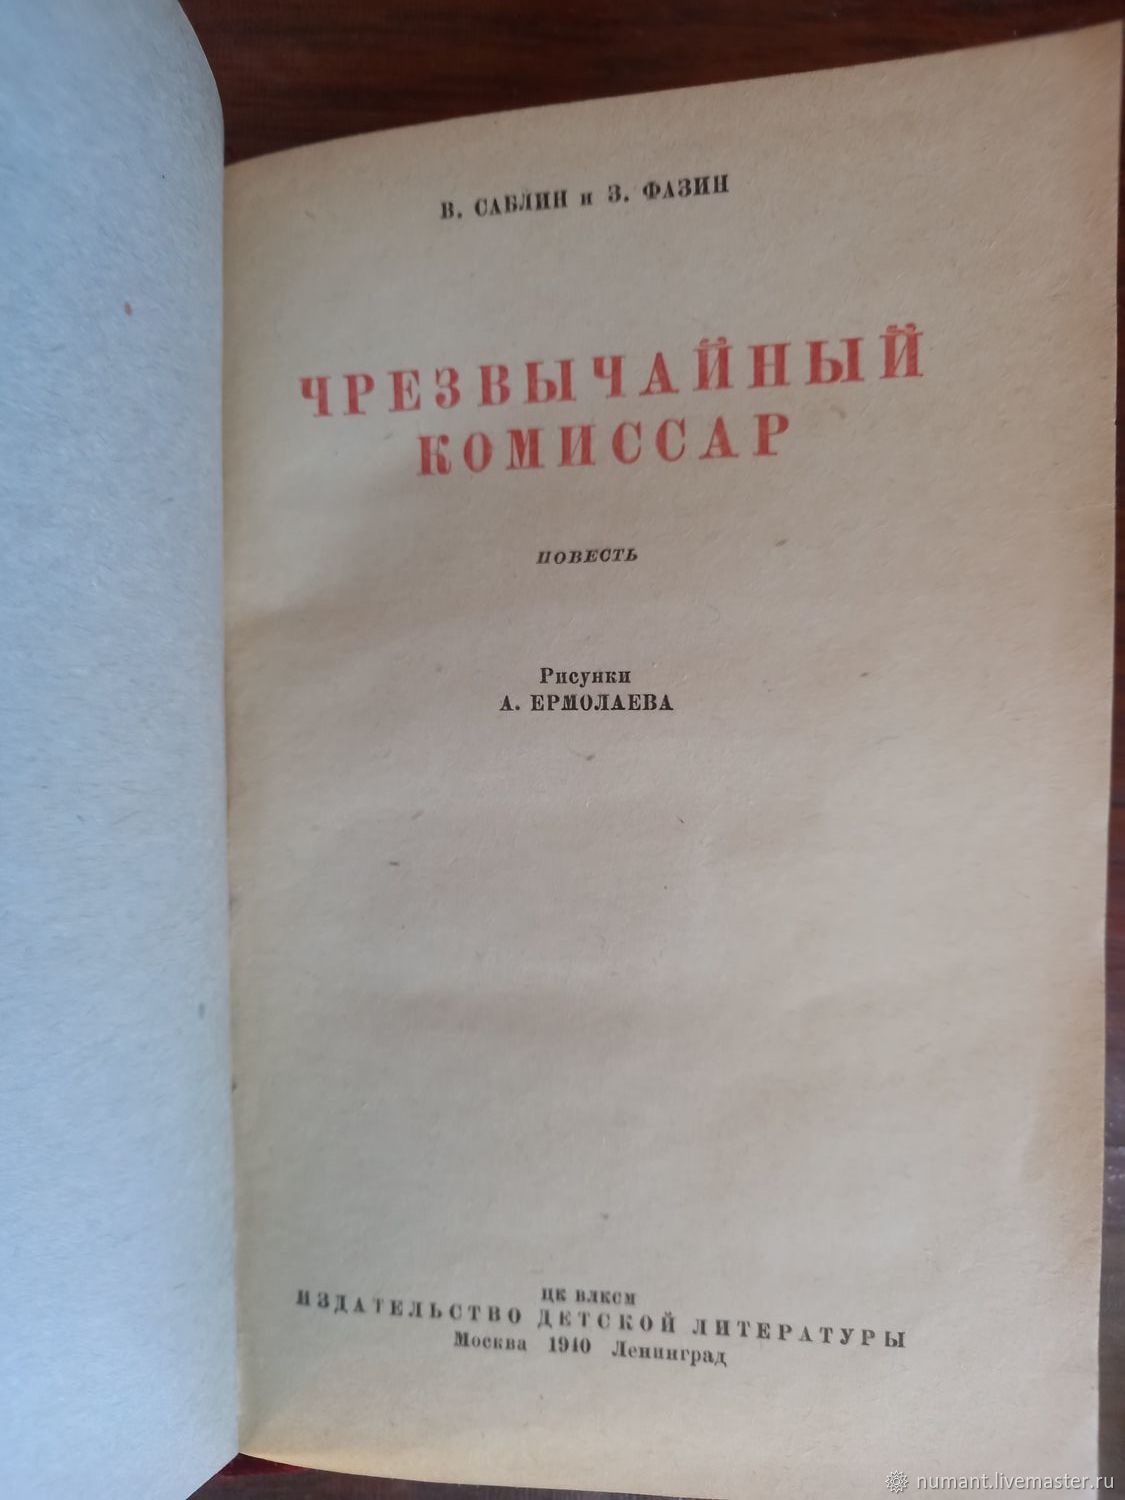 В. САБЛИН и З. ФАЗИН
ЧРЕЗВЫЧАЙНЫЙ
КОМИССАР
ПОВЕСТЬ
Рисунки
А. ЕРМОЛАЕВА
ЦК ВЛКСМ
ИЗДАТЕЛЬСТВО ДЕТСКОЙ ЛИТЕРАТУРЫ
Москва 1940 Ленинград
numant.livemaster.ru